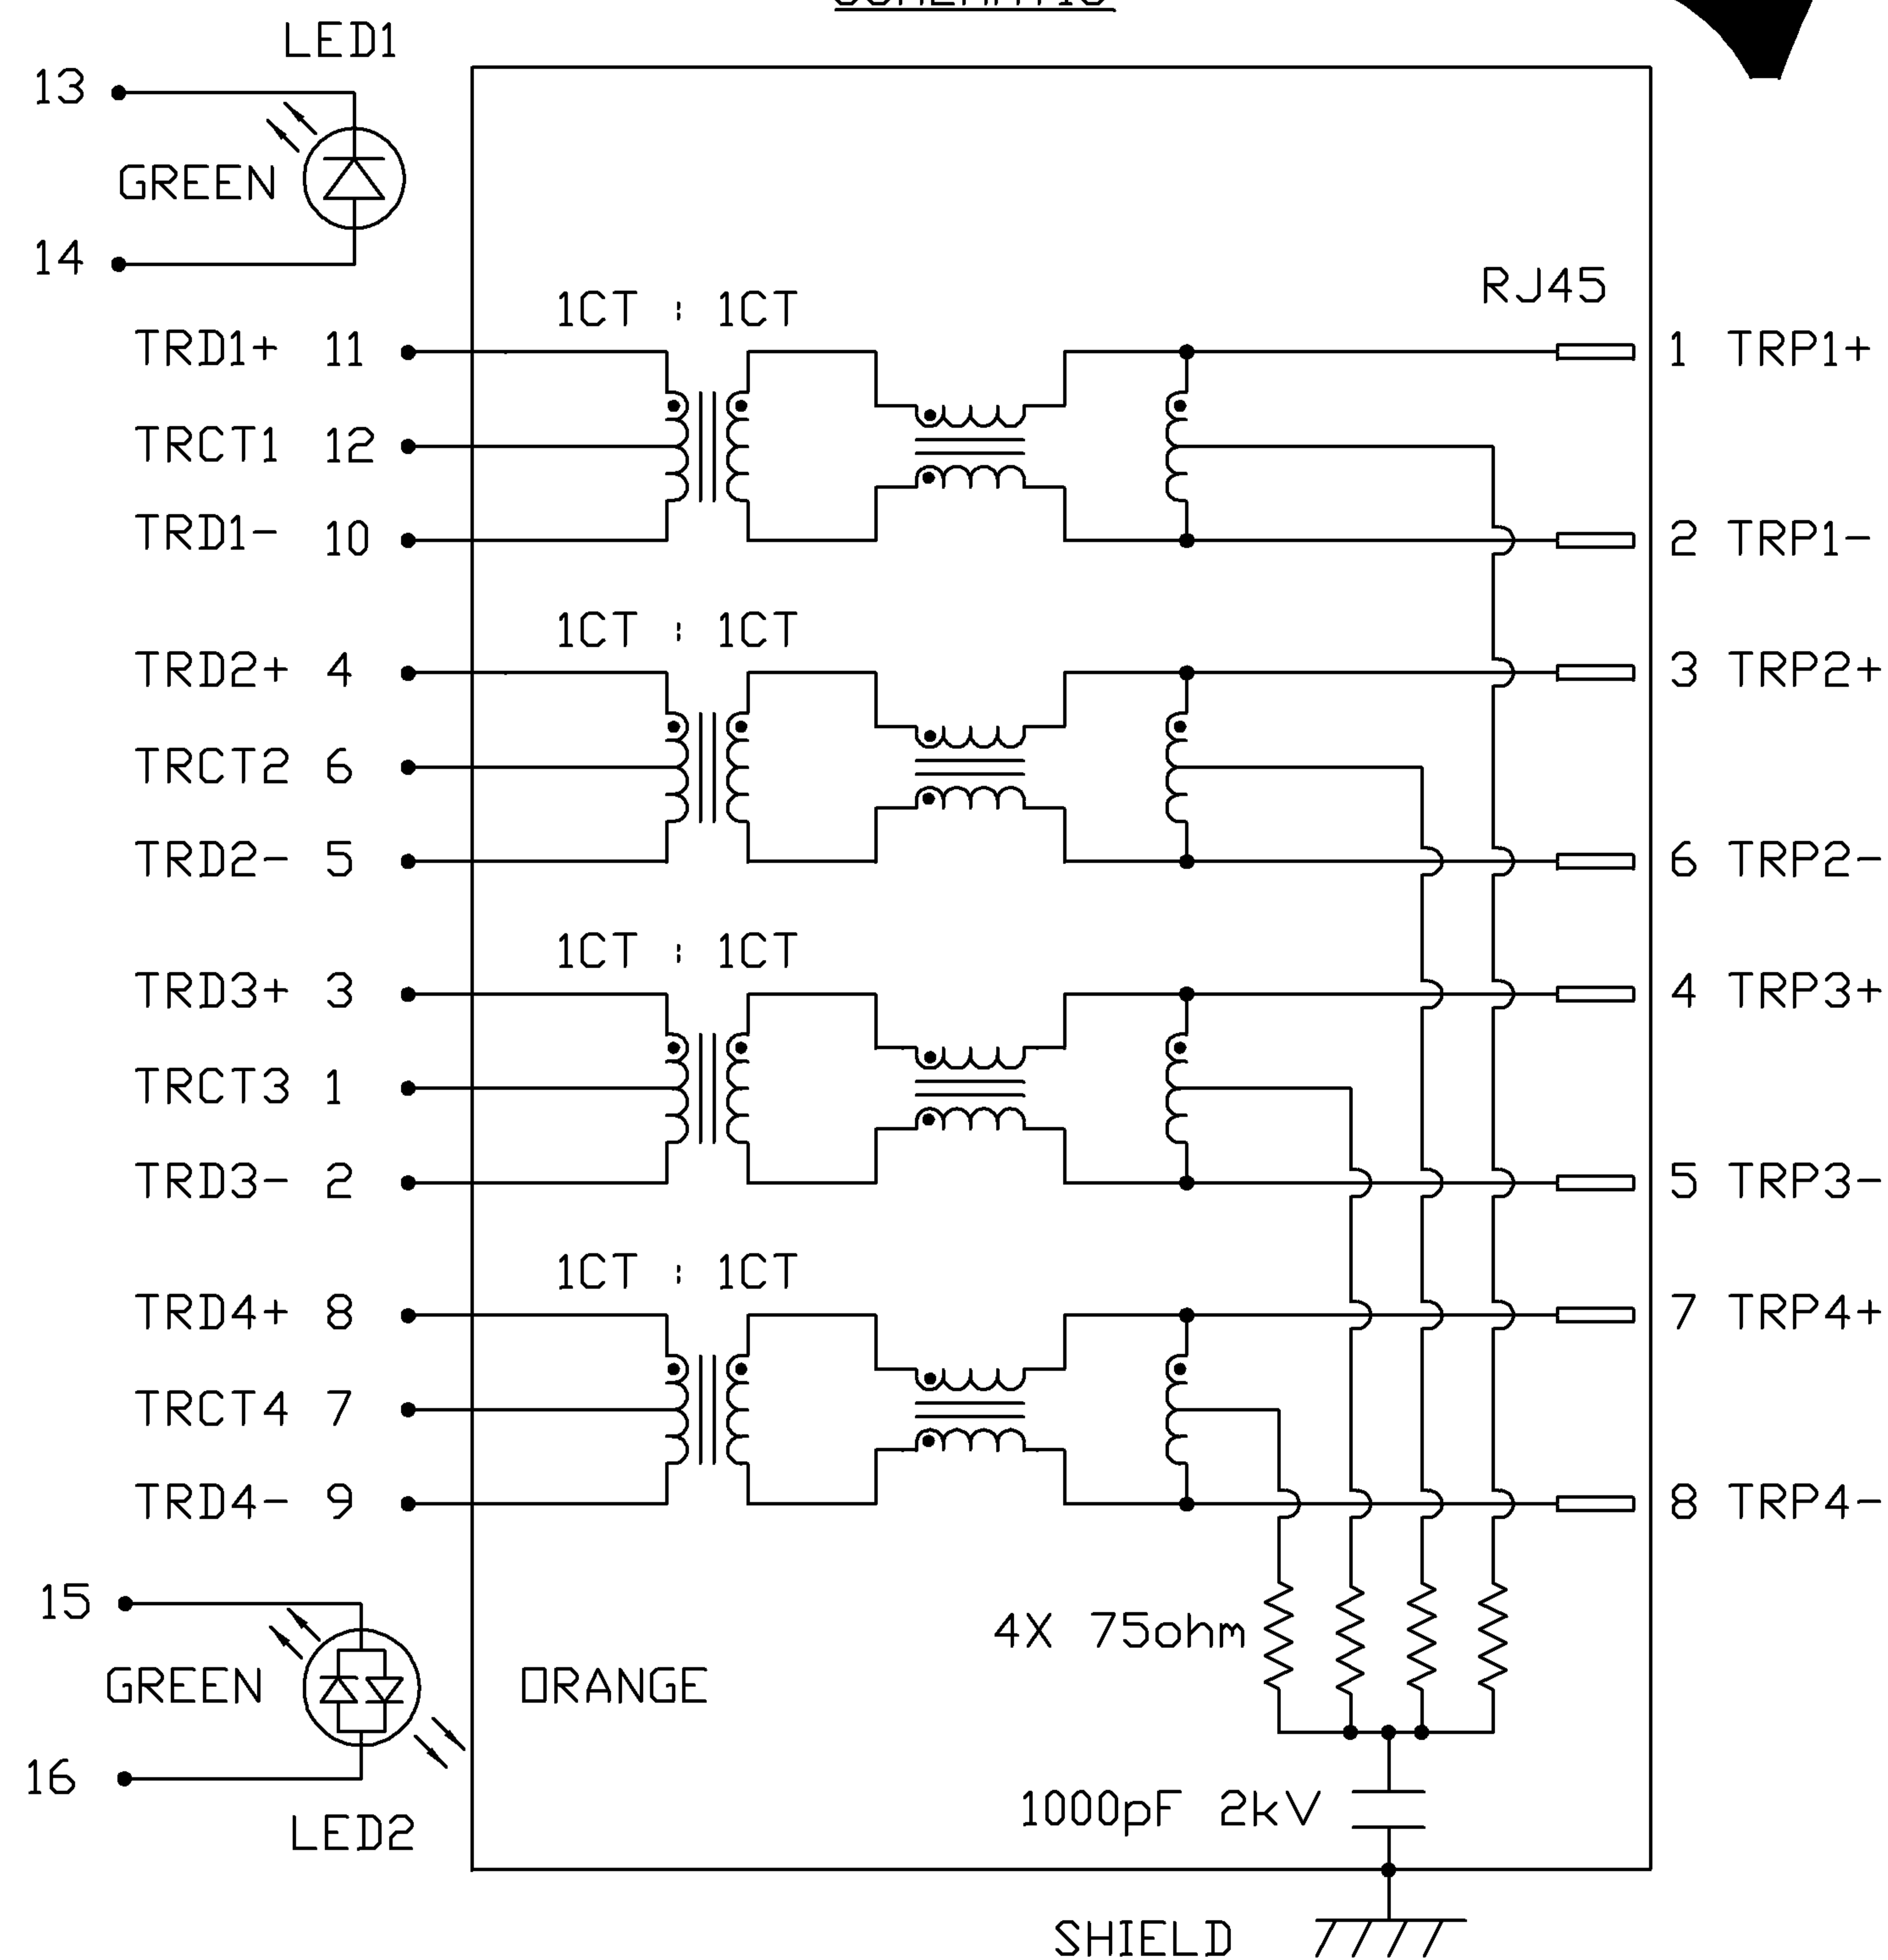 SCHEMATIC
LED1
13
GREEN
14
1CT : 1CT
RJ45
TRD1+ 11
1 TRP1+
TRCT1 12
TRD1- 10
2 TRP1-
1CT : 1CT
TRD2+ 4
3 TRP2+
TRCT2 6
TRD2- 5
6 TRP2-
1CT : 1CT
TRD3+ 3
4 TRP3+
TRCT3 1
TRD3- 2
5 TRP3-
1CT : 1CT
TRD4+ 8
7 TRP4+
TRCT4 7
TRD4- 9
8 TRP4-
15
4X 75ohm
GREEN
ORANGE
16
1000pF 2kV
LED2
SHIELD